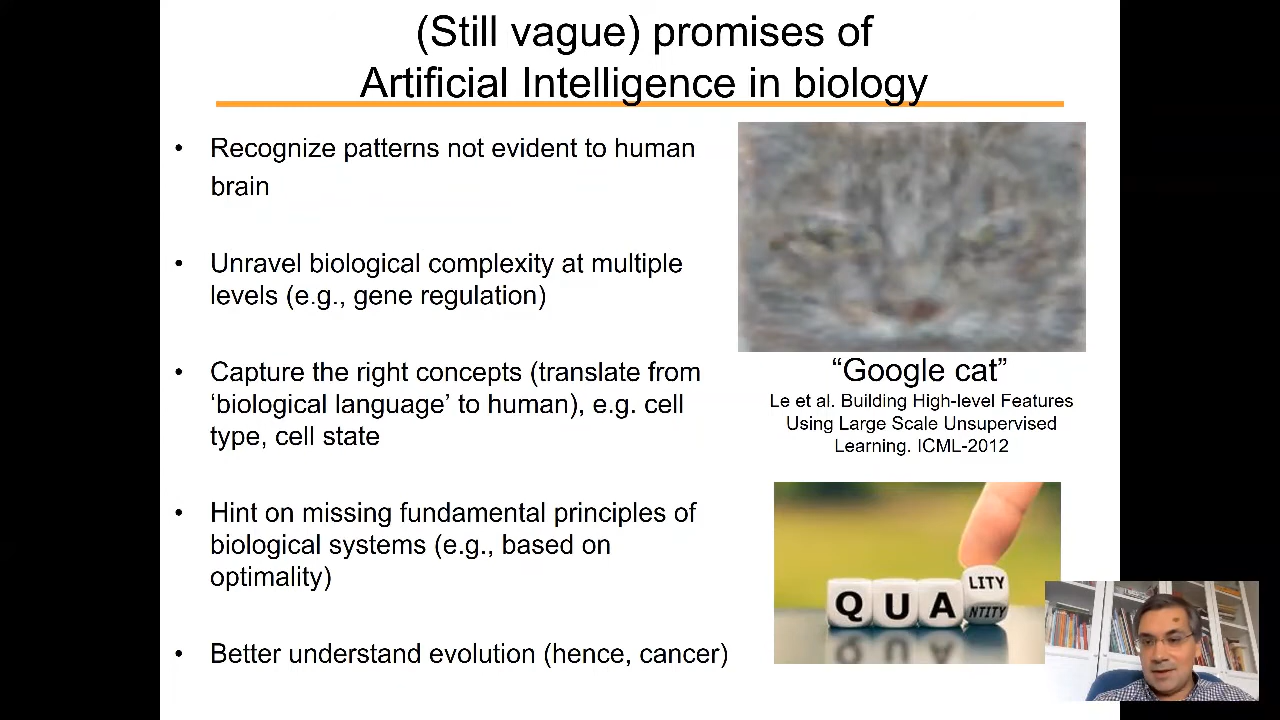 (Still vague) promises of
Artificial Intelligence in biology
• Recognize patterns not evident to human
brain
• Unravel biological complexity at multiple
levels (e.g., gene regulation)
• Capture the right concepts (translate from
‘biological language’ to human), e.g. cell
type, cell state
• Hint on missing fundamental principles of
biological systems (e.g., based on
optimality)
• Better understand evolution (hence, cancer)
“Google cat”
Le et al. Building High-level Features
Using Large Scale Unsupervised
Learning. ICML-2012
QUA LITY
NTITY